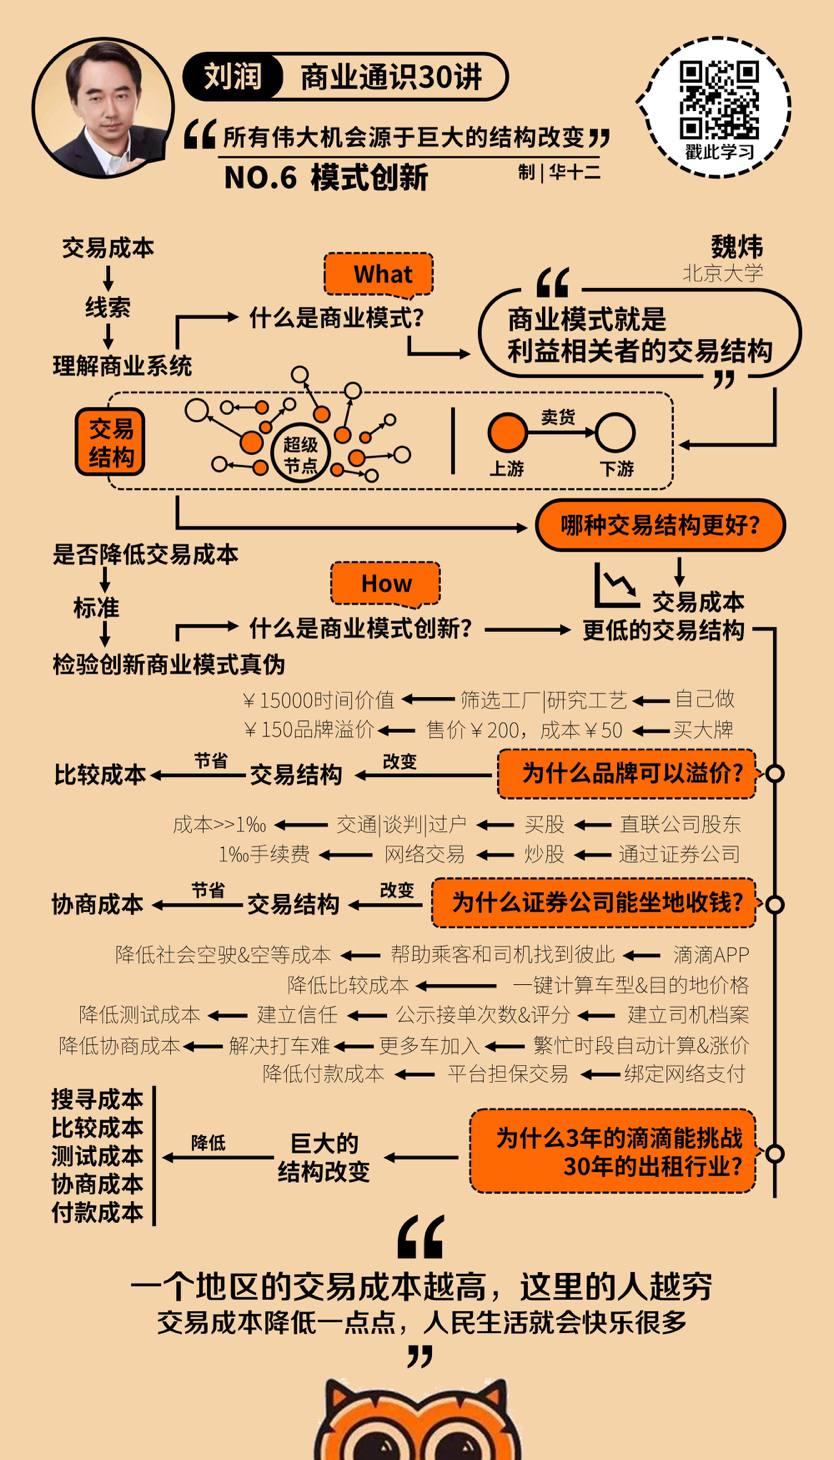 刘润 商业通识30讲
“所有伟大机会源于巨大的结构改变”
NO.6 模式创新
制|华十二
戳此学习
交易成本
线索
理解商业系统
What
什么是商业模式?
魏炜
北京大学
“
商业模式就是
利益相关者的交易结构
”
交易
结构
超级
节点
卖货
上游 下游
哪种交易结构更好?
是否降低交易成本
标准
检验创新商业模式真伪
How
什么是商业模式创新?
交易成本
更低的交易结构
￥15000时间价值 筛选工厂|研究工艺 自己做
￥150品牌溢价 售价￥200，成本￥50 买大牌
比较成本 节省 交易结构 改变 为什么品牌可以溢价?
成本>>1‰ 交通|谈判|过户 买股 直联公司股东
1‰手续费 网络交易 炒股 通过证券公司
协商成本 节省 交易结构 改变 为什么证券公司能坐地收钱?
降低社会空驶&空等成本 帮助乘客和司机找到彼此 滴滴APP
降低比较成本 一键计算车型&目的地价格
降低测试成本 建立信任 公示接单次数&评分 建立司机档案
降低协商成本 解决打车难 更多车加入 繁忙时段自动计算&涨价
降低付款成本 平台担保交易 绑定网络支付
搜寻成本
比较成本
测试成本
协商成本
付款成本
降低
巨大的
结构改变
为什么3年的滴滴能挑战
30年的出租行业?
“
一个地区的交易成本越高，这里的人越穷
交易成本降低一点点，人民生活就会快乐很多
”